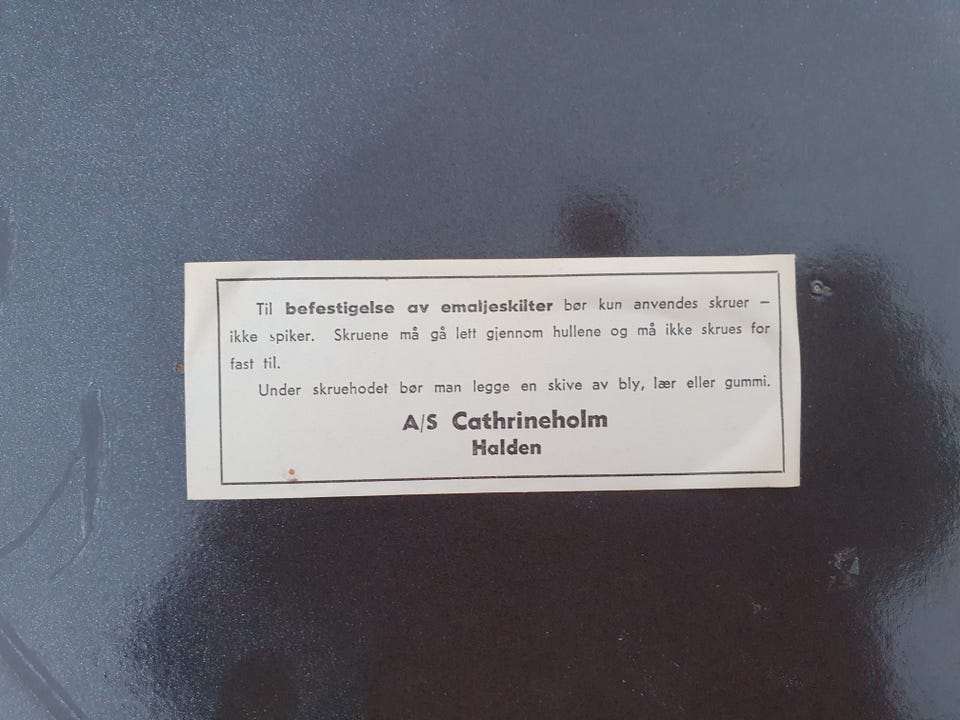 Til befestigelse av emaljeskilter bør kun anvendes skruer –
ikke spiker. Skruene må gå lett gjennom hullene og må ikke skrues for
fast til.
Under skruehodet bør man legge en skive av bly, lær eller gummi.
A/S Cathrineholm
Halden